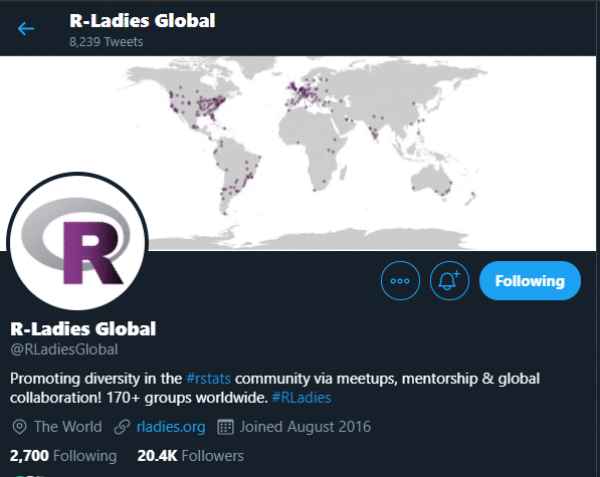 R-Ladies Global
8,239 Tweets
R
Following
R-Ladies Global
@RLadiesGlobal
Promoting diversity in the #rstats community via meetups, mentorship & global
collaboration! 170+ groups worldwide. #RLadies
The World rladies.org Joined August 2016
2,700 Following 20.4K Followers